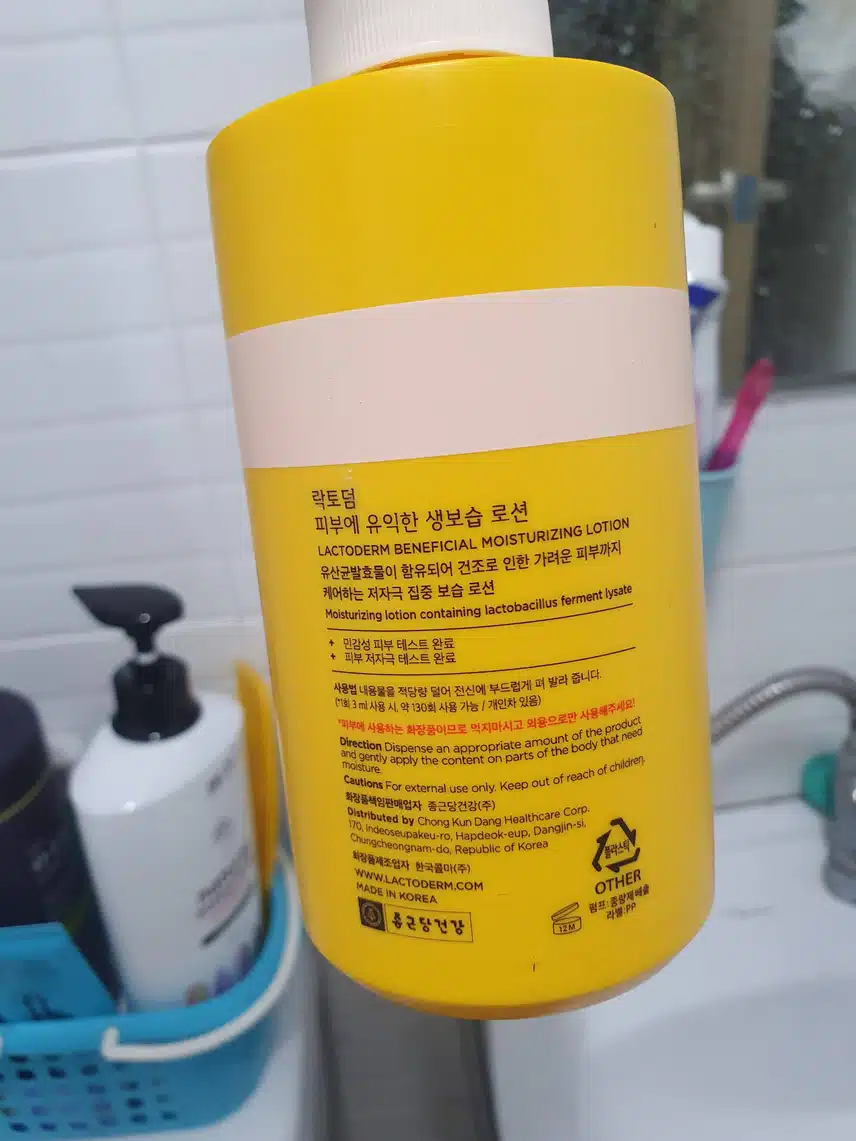 락토덤
피부에 유익한 생보습 로션
LACTODERM BENEFICIAL MOISTURIZING LOTION
유산균발효물이 함유되어 건조로 인한 가려운 피부까지
케어하는 저자극 집중 보습 로션
Moisturizing lotion containing lactobacillus ferment lysate
+ 민감성 피부 테스트 완료
+ 피부 저자극 테스트 완료
사용법 내용물을 적당량 덜어 전신에 부드럽게 펴 발라 줍니다.
(*1회 3 ml 사용 시, 약 130회 사용 가능 / 개인차 있음)
*피부에 사용하는 화장품이므로 먹지마시고 외용으로만 사용해주세요!
Direction Dispense an appropriate amount of the product
and gently apply the content on parts of the body that need
moisture.
Cautions For external use only. Keep out of reach of children.
화장품책임판매업자 종근당건강(주)
Distributed by Chong Kun Dang Healthcare Corp.
170, Indeoseupakeu-ro, Hapdeok-eup, Dangjin-si,
Chungcheongnam-do, Republic of Korea
화장품제조업자 한국콜마(주)
WWW.LACTODERM.COM
MADE IN KOREA
종근당건강
플라스틱
OTHER
펌프:종량제배출
라벨:PP
12M